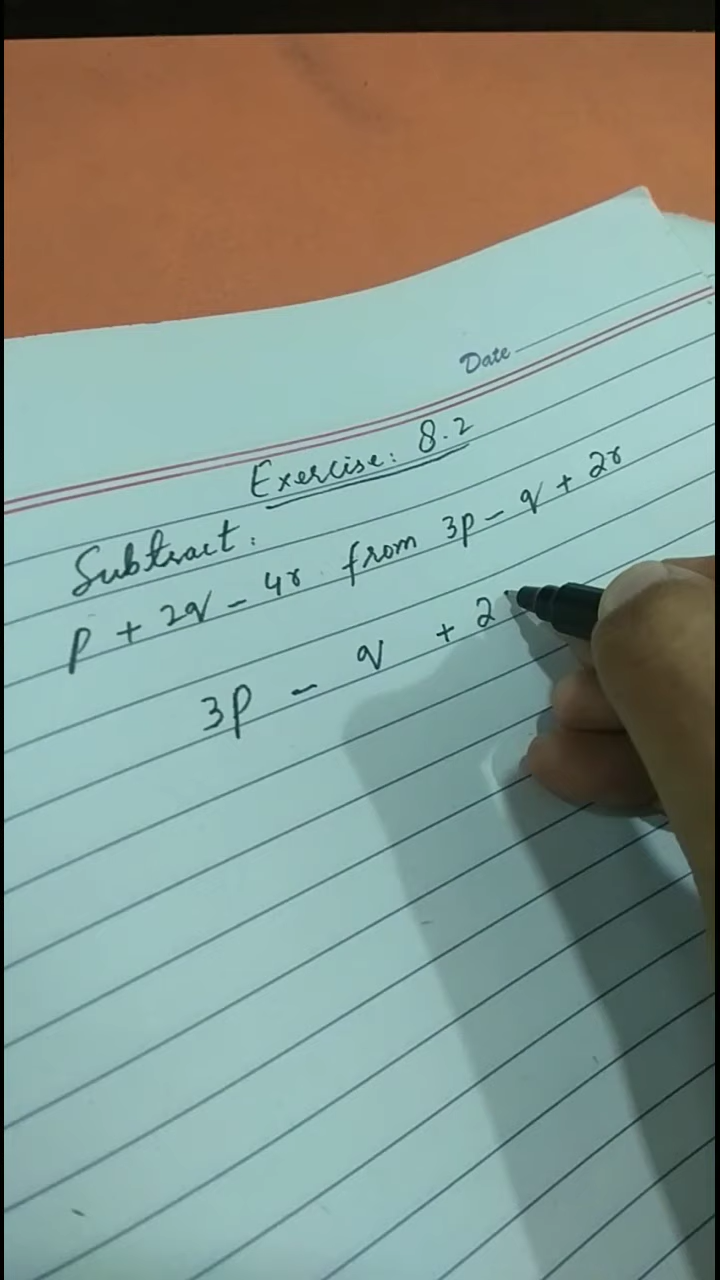 Date
Exercise: 8.2
Subtract:
p + 2q - 4r from 3p - q + 2r
3p - q + 2